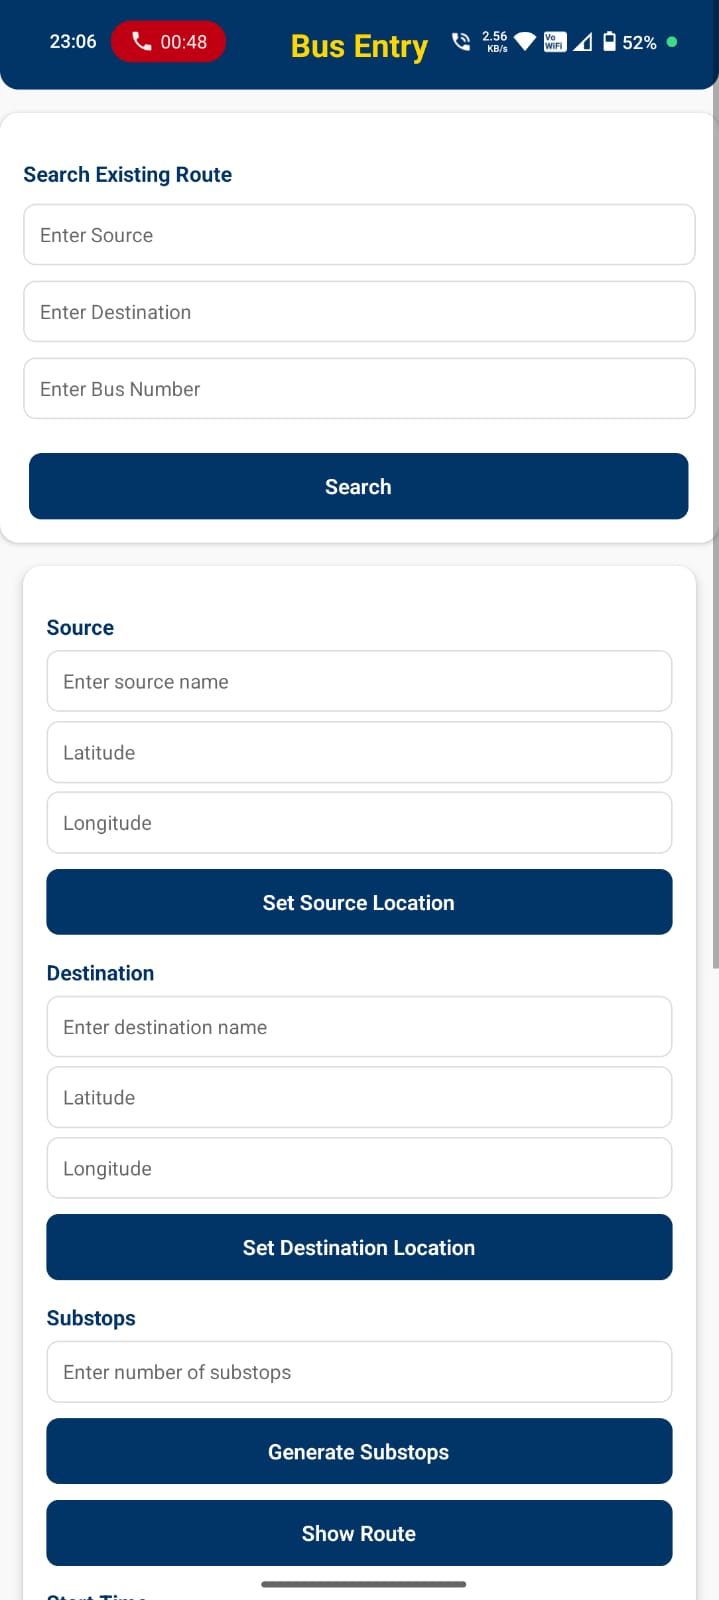 23:06 00:48 Bus Entry 2.56 KB/s Vo WiFi 52%
Search Existing Route
Enter Source
Enter Destination
Enter Bus Number
Search
Source
Enter source name
Latitude
Longitude
Set Source Location
Destination
Enter destination name
Latitude
Longitude
Set Destination Location
Substops
Enter number of substops
Generate Substops
Show Route
Start Time